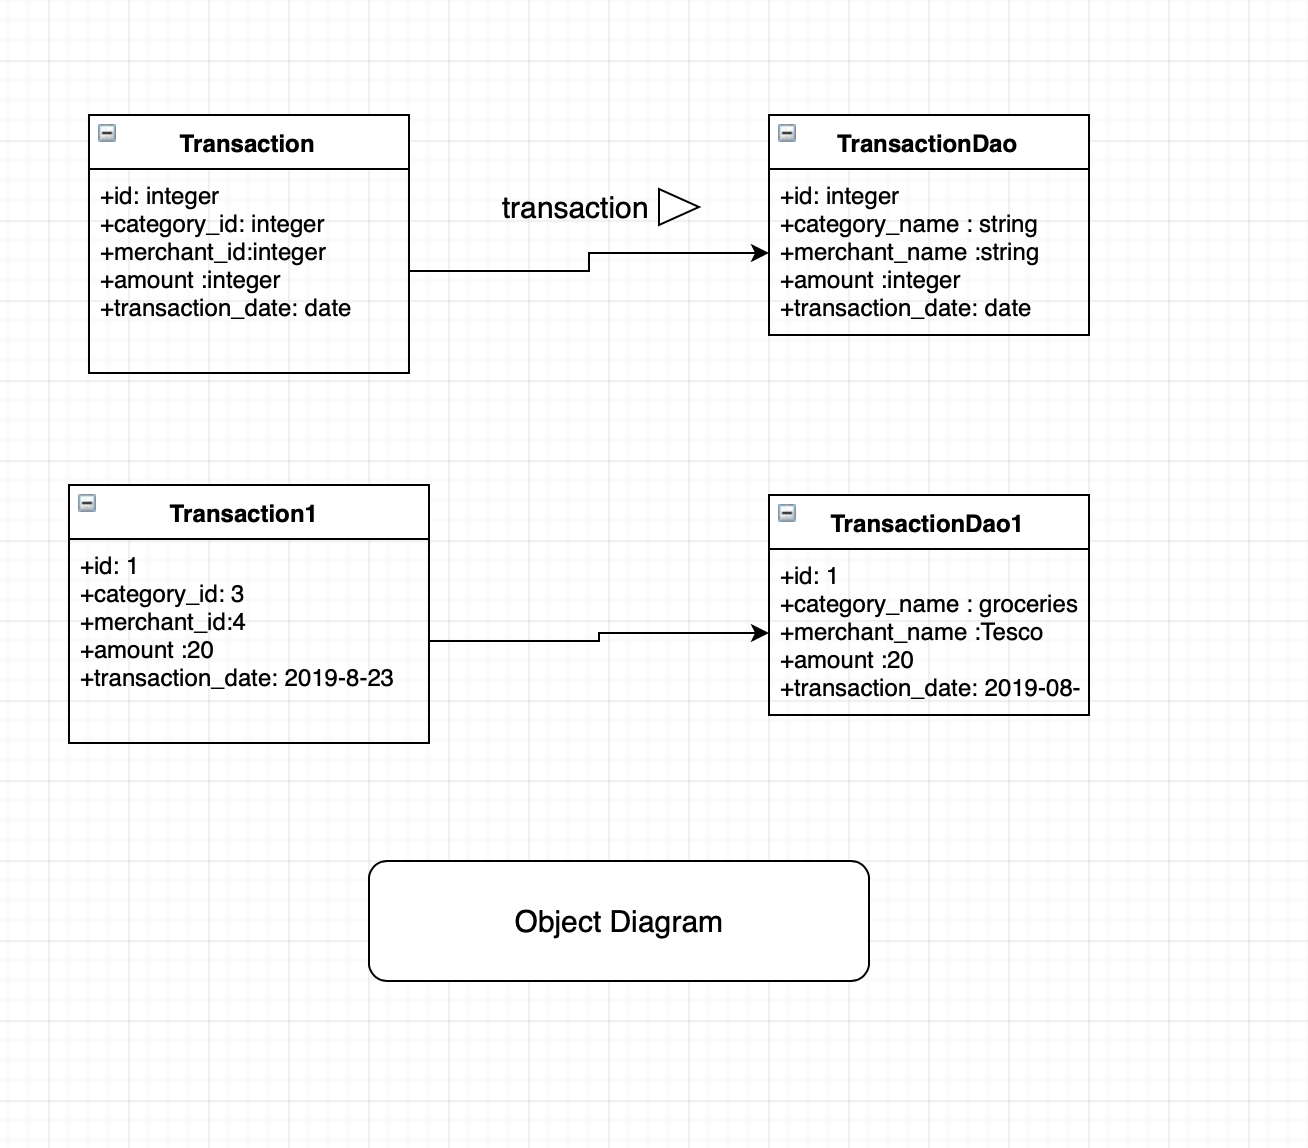 Transaction
+id: integer
+category_id: integer
+merchant_id:integer
+amount :integer
+transaction_date: date
transaction
TransactionDao
+id: integer
+category_name : string
+merchant_name :string
+amount :integer
+transaction_date: date
Transaction1
+id: 1
+category_id: 3
+merchant_id:4
+amount :20
+transaction_date: 2019-8-23
TransactionDao1
+id: 1
+category_name : groceries
+merchant_name :Tesco
+amount :20
+transaction_date: 2019-08-
Object Diagram